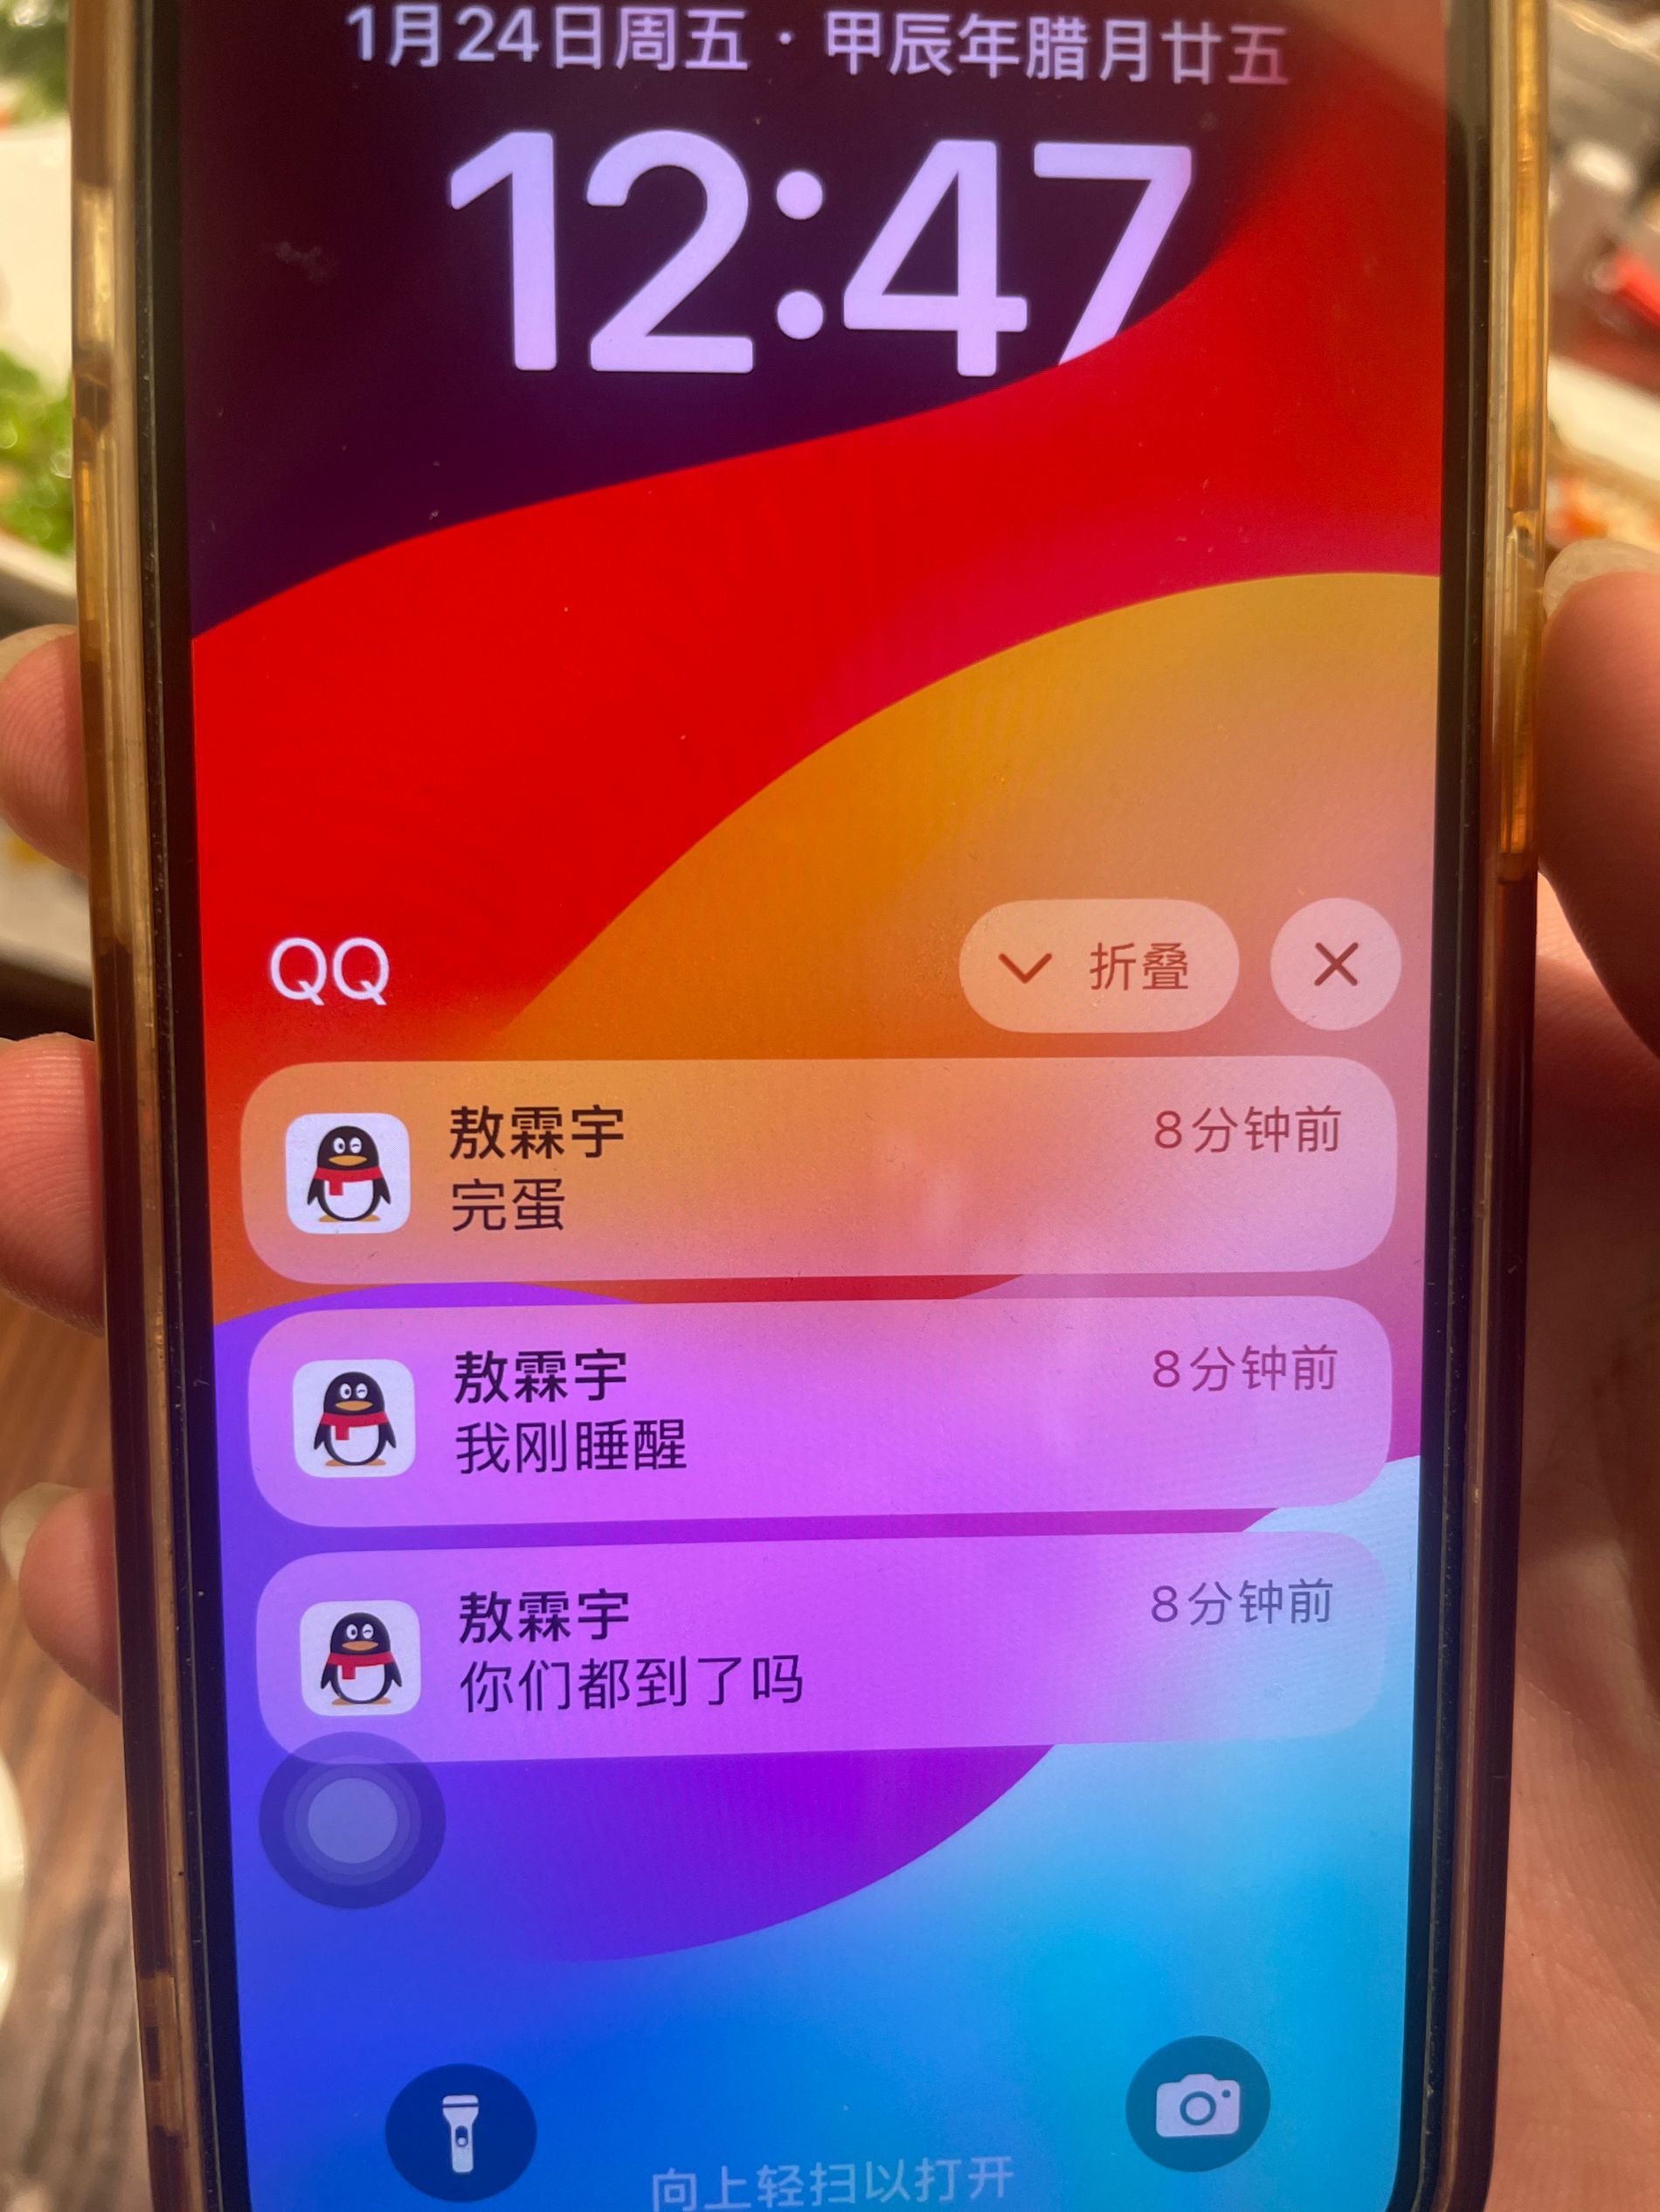 1月24日周五 · 甲辰年腊月廿五
12:47
QQ
折叠
敖霖宇
8分钟前
完蛋
敖霖宇
8分钟前
我刚睡醒
敖霖宇
8分钟前
你们都到了吗
向上轻扫以打开